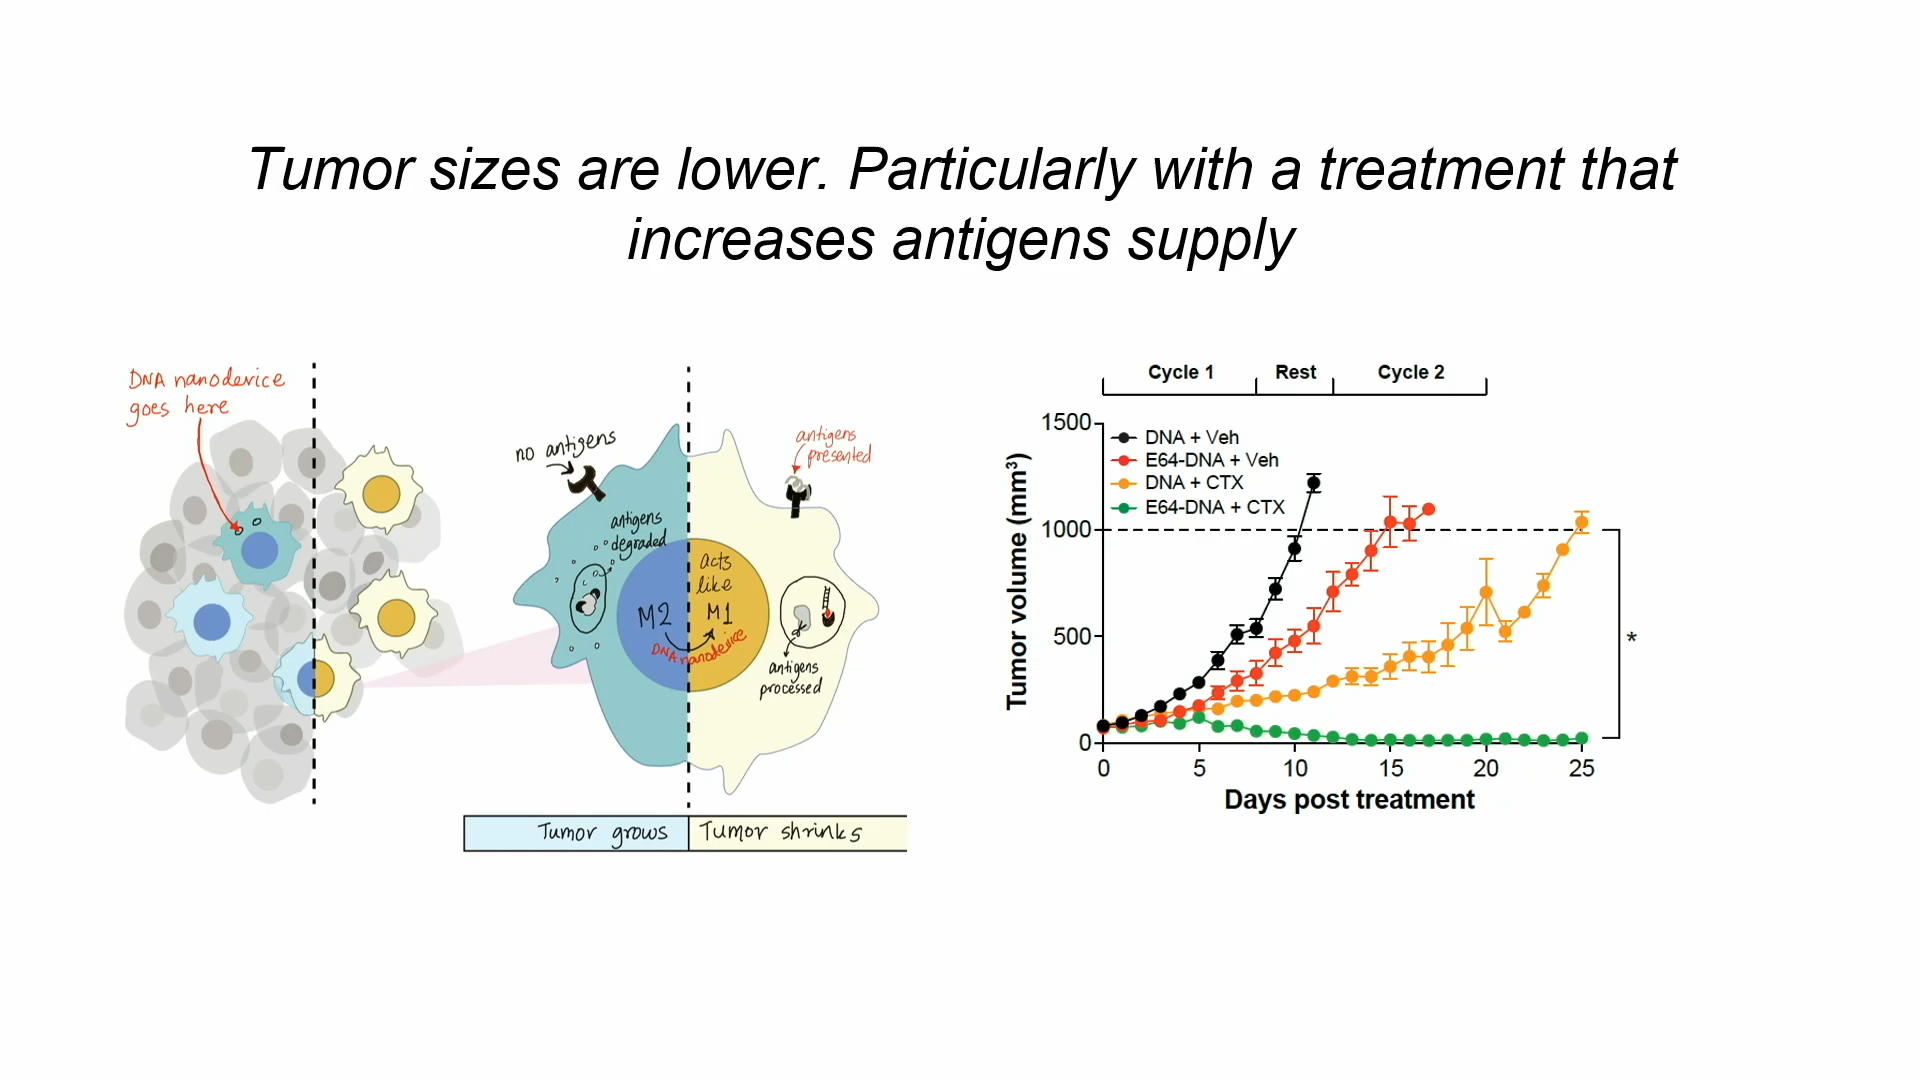 Tumor sizes are lower. Particularly with a treatment that
increases antigens supply
DNA nanodevice
goes here
no antigens
antigens
degraded
M2
acts
like
M1
DNA nanodevice
antigens
presented
antigens
processed
Tumor grows
Tumor shrinks
Cycle 1
Rest
Cycle 2
Tumor volume (mm³)
1500
1000
500
0
DNA + Veh
E64-DNA + Veh
DNA + CTX
E64-DNA + CTX
*
0 5 10 15 20 25
Days post treatment